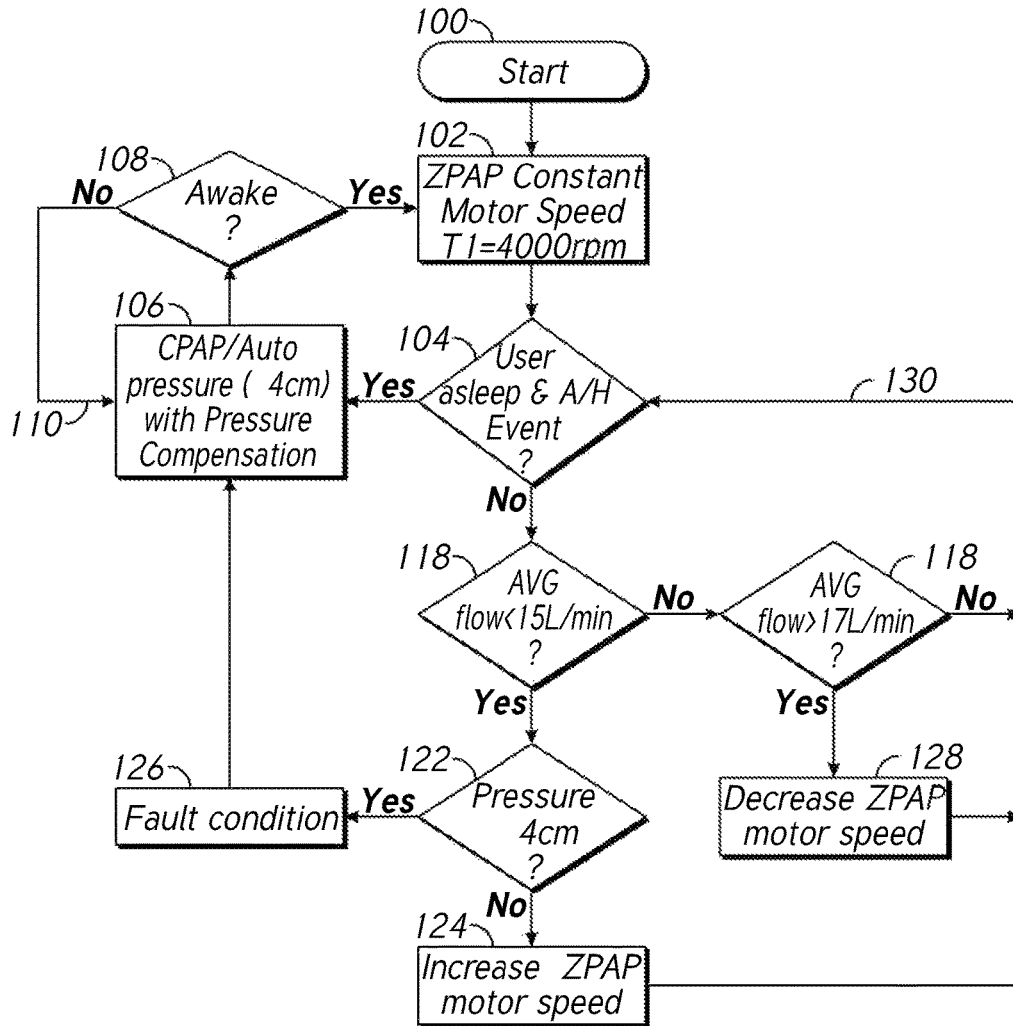 100
Start
102
ZPAP Constant
Motor Speed
T1=4000rpm
108
No
Awake
?
Yes
106
CPAP/Auto
pressure ( 4cm)
with Pressure
Compensation
110
104
Yes
User
asleep & A/H
Event
?
No
130
118
AVG
flow<15L/min
?
No
Yes
118
AVG
flow>17L/min
?
No
Yes
122
Pressure
4cm
?
Yes
No
126
Fault condition
128
Decrease ZPAP
motor speed
124
Increase ZPAP
motor speed